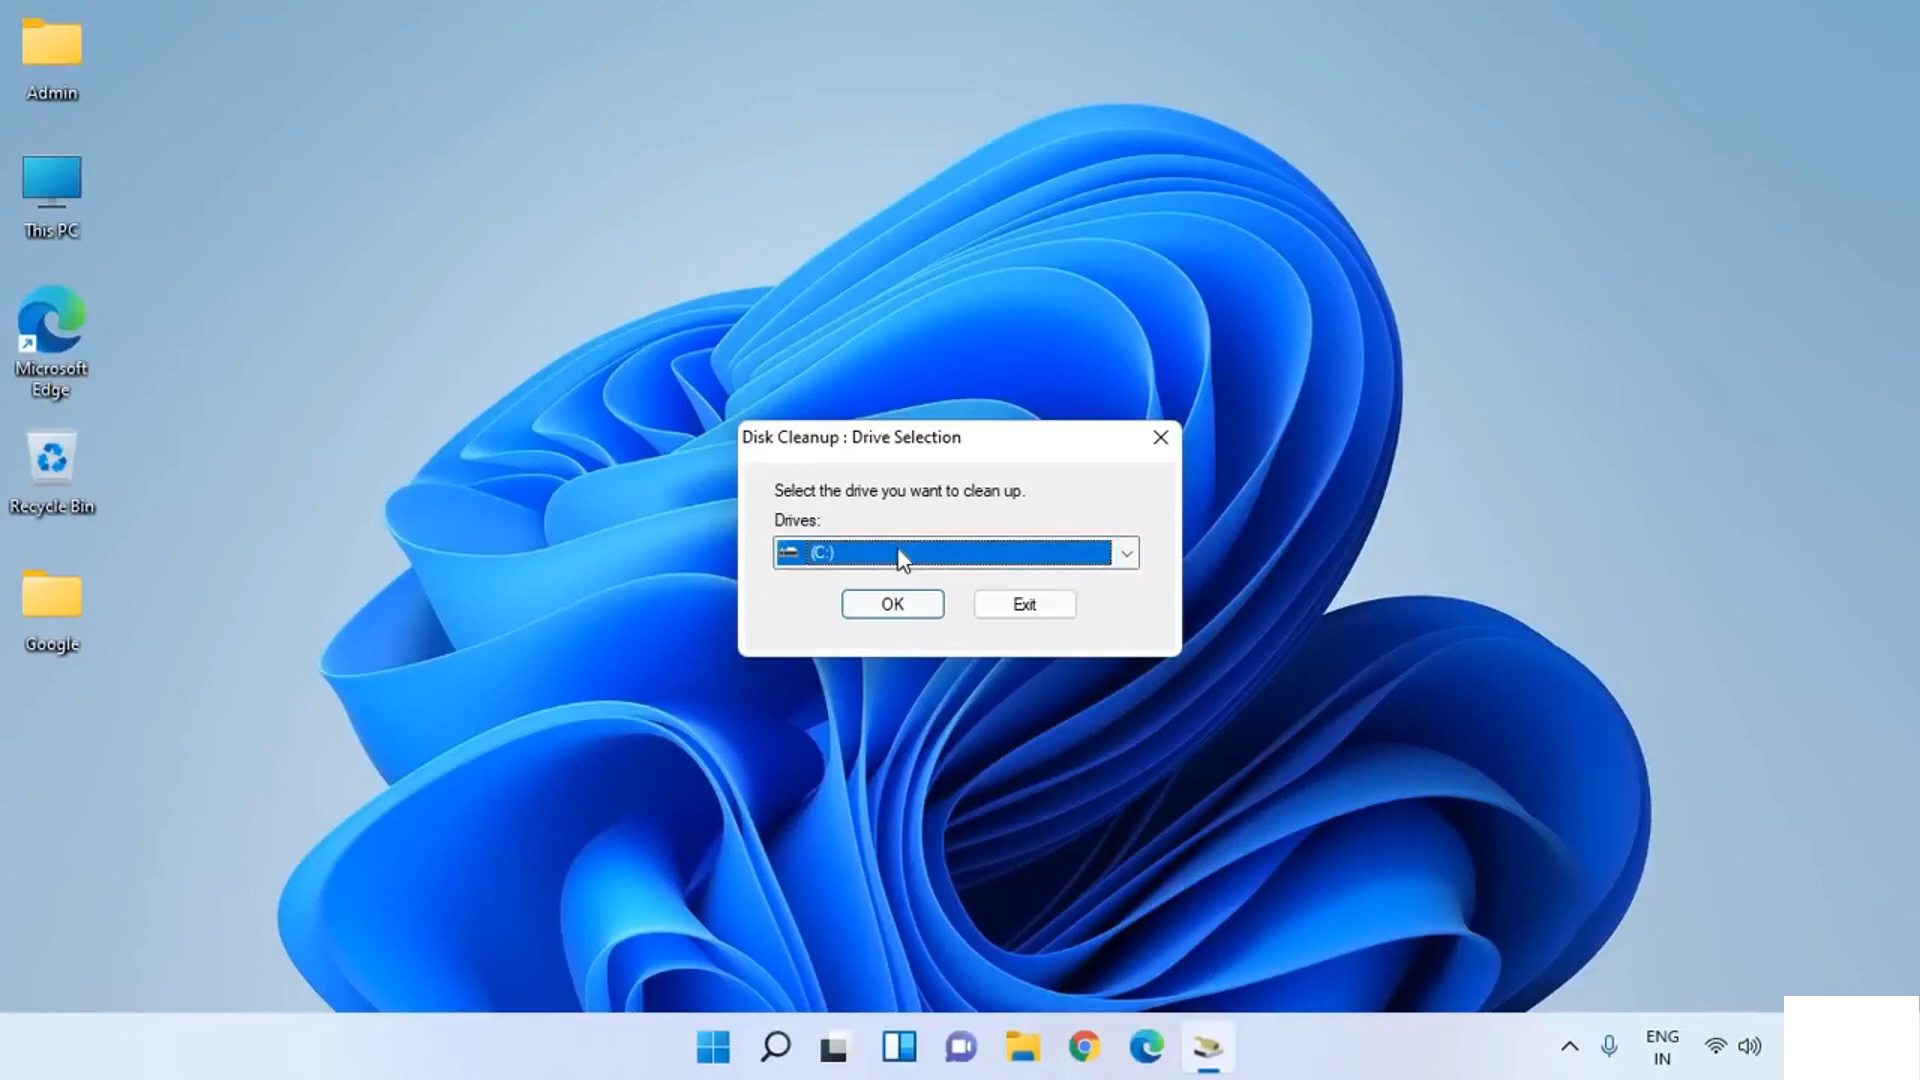 Admin
This PC
Microsoft
Edge
Recycle Bin
Google
Disk Cleanup : Drive Selection
Select the drive you want to clean up.
Drives:
(C:)
OK
Exit
ENG
IN